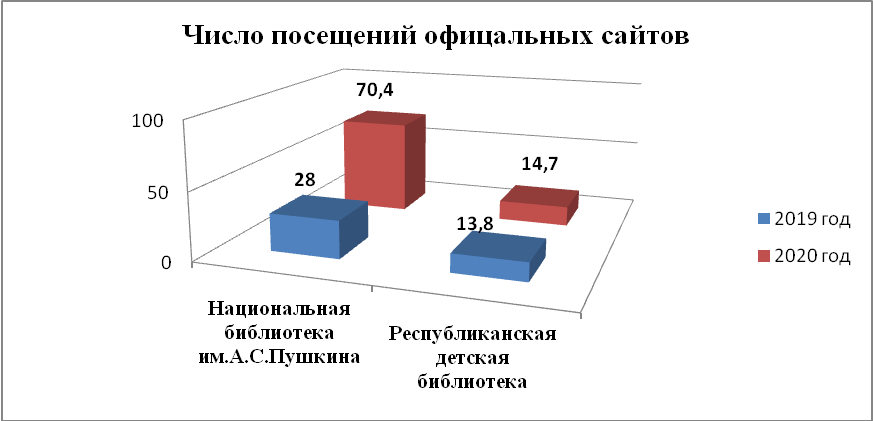 Число посещений офицальных сайтов
70,4
100
14,7
28
50
13,8
2019 год
2020 год
0
Национальная
библиотека
им.А.С.Пушкина
Республиканская
детская
библиотека